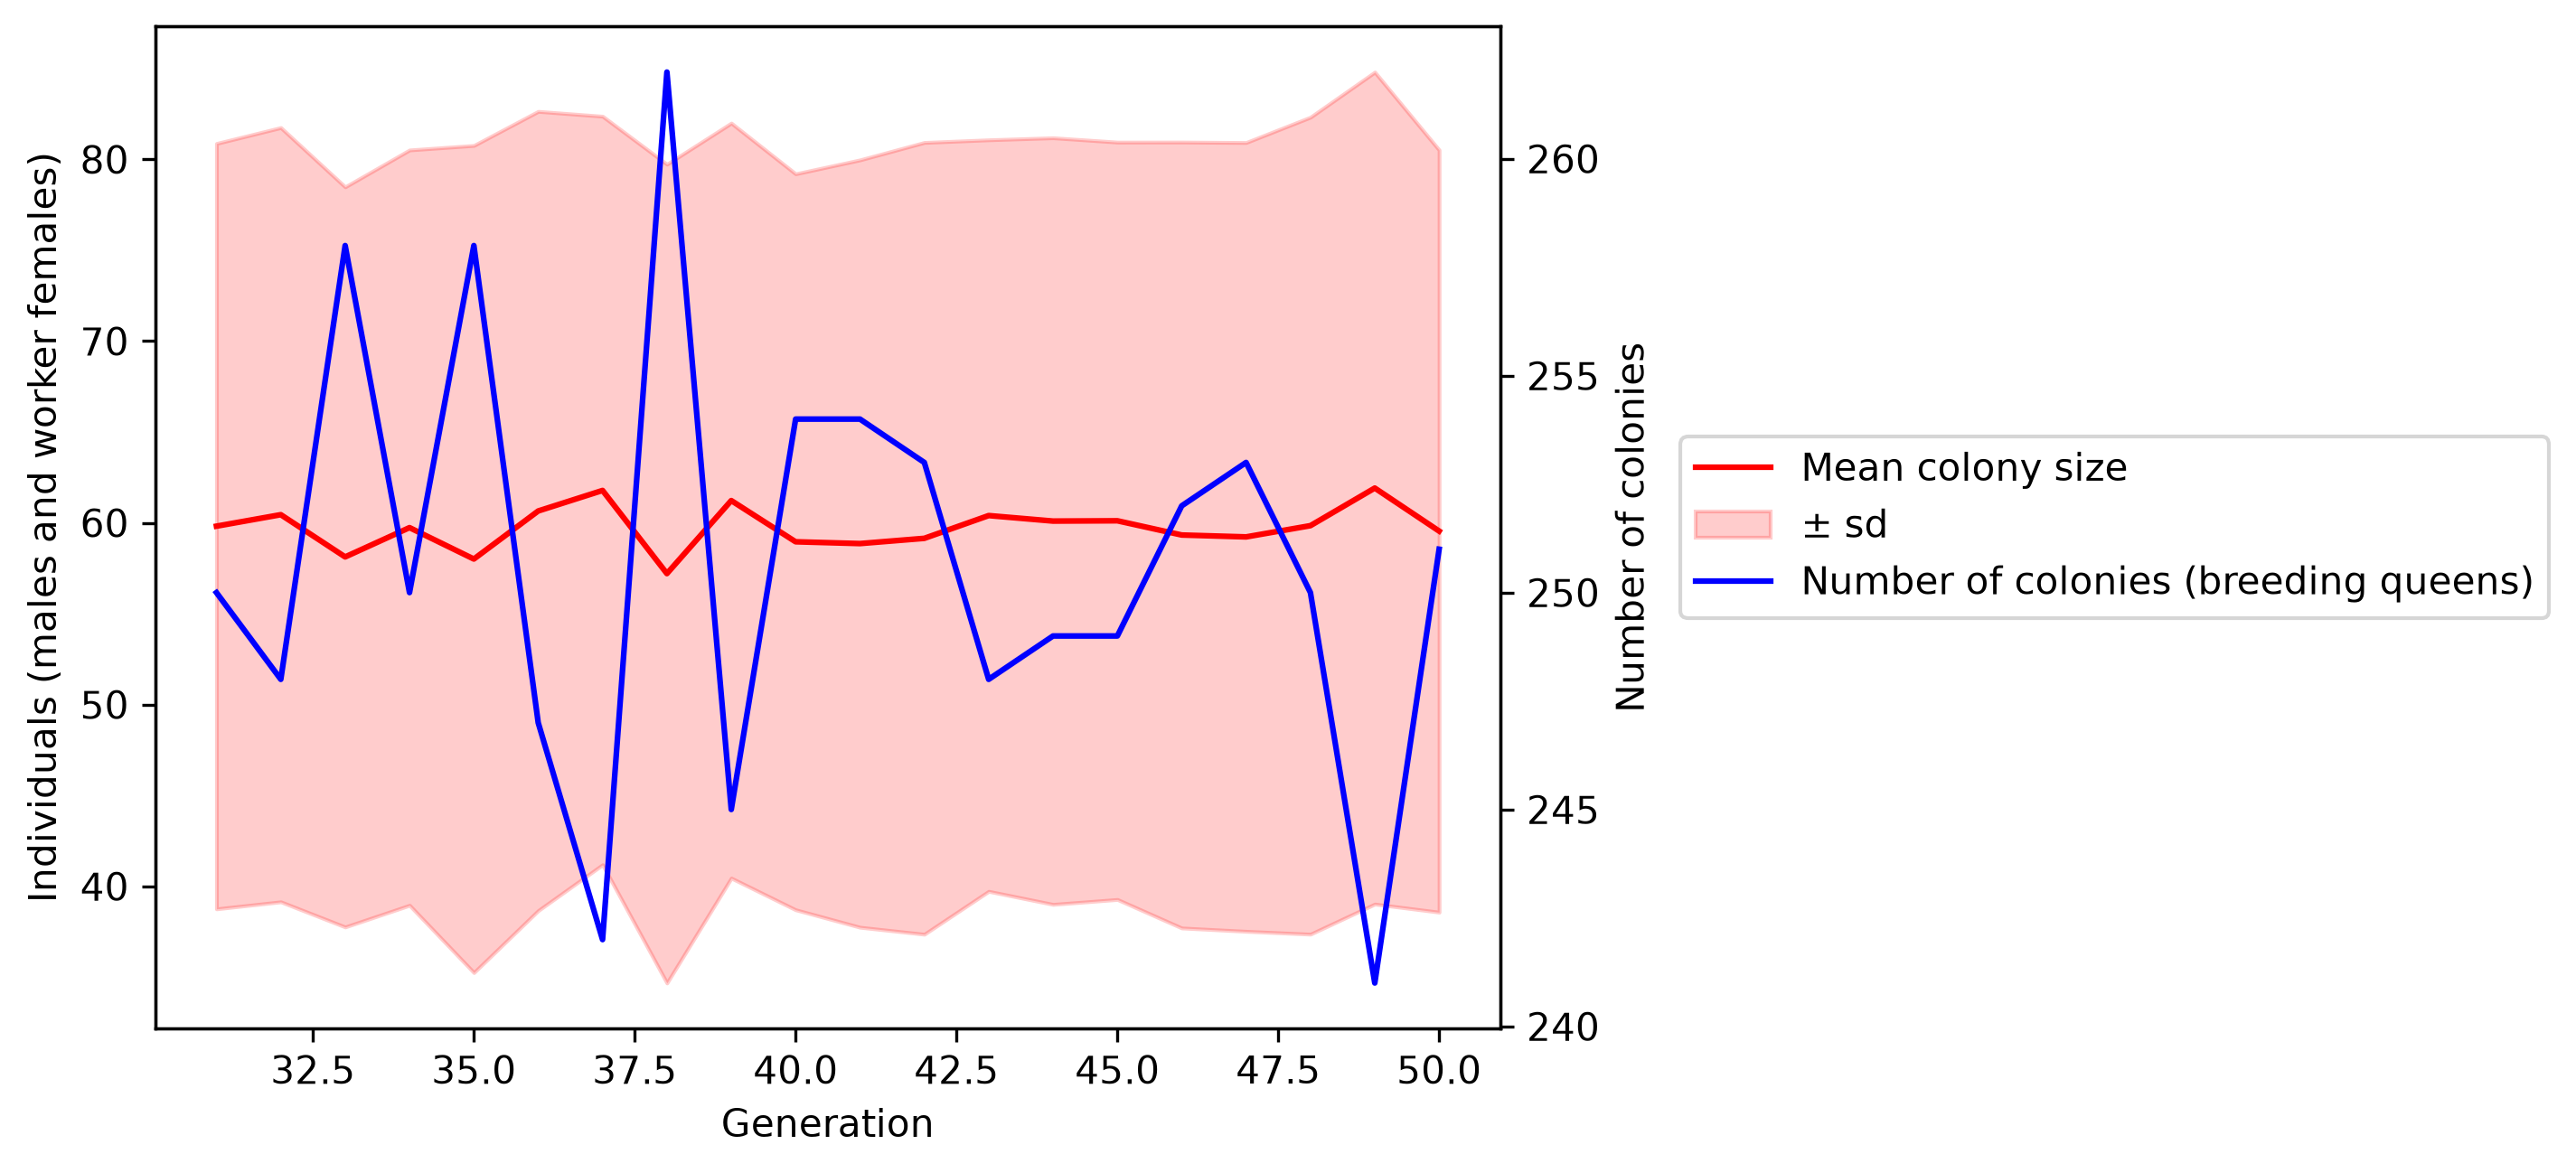 Individuals (males and worker females)
80
70
60
50
40
32.5 35.0 37.5 40.0 42.5 45.0 47.5 50.0
Generation
260
255
250
245
240
Number of colonies
Mean colony size
± sd
Number of colonies (breeding queens)